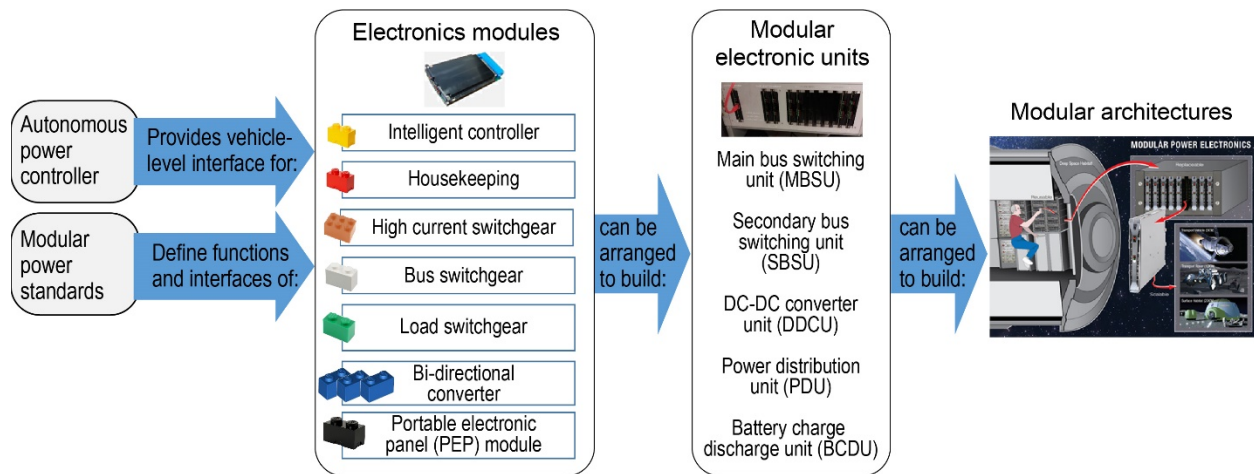 Autonomous
power
controller
Modular
power
standards
Provides vehicle-
level interface for:
Define functions
and interfaces of:
Electronics modules
Intelligent controller
Housekeeping
High current switchgear
Bus switchgear
Load switchgear
Bi-directional
converter
Portable electronic
panel (PEP) module
can be
arranged
to build:
Modular
electronic units
Main bus switching
unit (MBSU)
Secondary bus
switching unit
(SBSU)
DC-DC converter
unit (DDCU)
Power distribution
unit (PDU)
Battery charge
discharge unit (BCDU)
can be
arranged
to build:
Modular architectures
MODULAR POWER ELECTRONICS